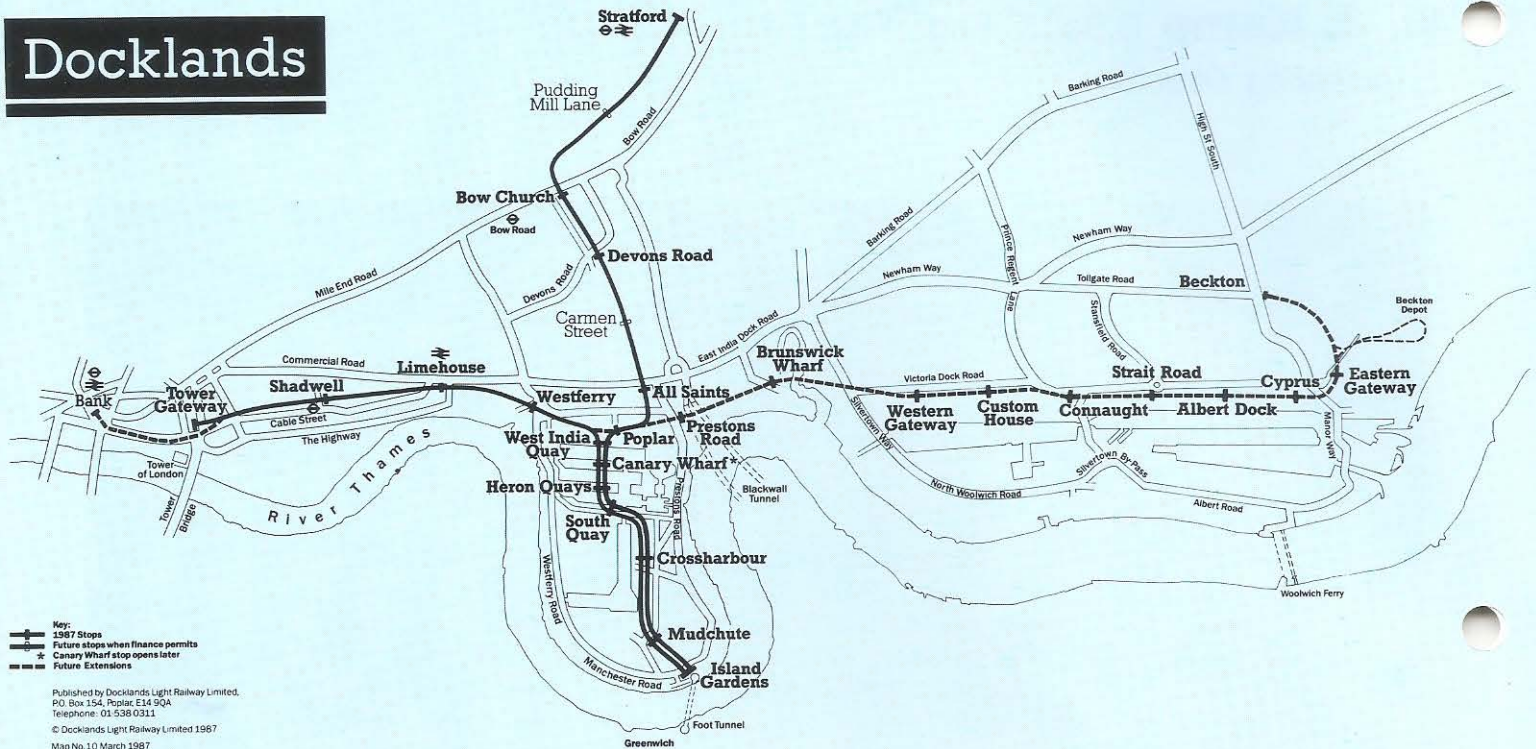 Docklands
Stratford
Pudding
Mill Lane
Bow Road
Barking Road
High St South
Bow Church
Bow Road
Barking Road
Prince Regent
Lane
Newham Way
Devons Road
Devons Road
Mile End Road
Newham Way
Tollgate Road
Beckton
Stansfield Road
Beckton
Depot
Carmen
Street
East India Dock Road
Commercial Road
Limehouse
Brunswick
Wharf
Strait Road
Shadwell
Victoria Dock Road
Cyprus
Eastern
Gateway
Bank
Tower
Gateway
Westferry
All Saints
Western
Gateway
Custom
House
Connaught
Albert Dock
Cable Street
The Highway
West India
Quay
Poplar
Prestons
Road
Silvertown Way
Manor Way
Tower
of London
Canary Wharf*
Silvertown By-Pass
Heron Quays
Prestons Road
Blackwall
Tunnel
North Woolwich Road
Albert Road
Tower
Bridge
River Thames
South
Quay
Westferry Road
Crossharbour
Woolwich Ferry
Mudchute
Manchester Road
Island
Gardens
Foot Tunnel
Greenwich
Key:
1987 Stops
Future stops when finance permits
* Canary Wharf stop opens later
Future Extensions
Published by Docklands Light Railway Limited,
P.O. Box 154, Poplar, E14 9QA
Telephone: 01-538 0311
© Docklands Light Railway Limited 1987
Map No.10 March 1987